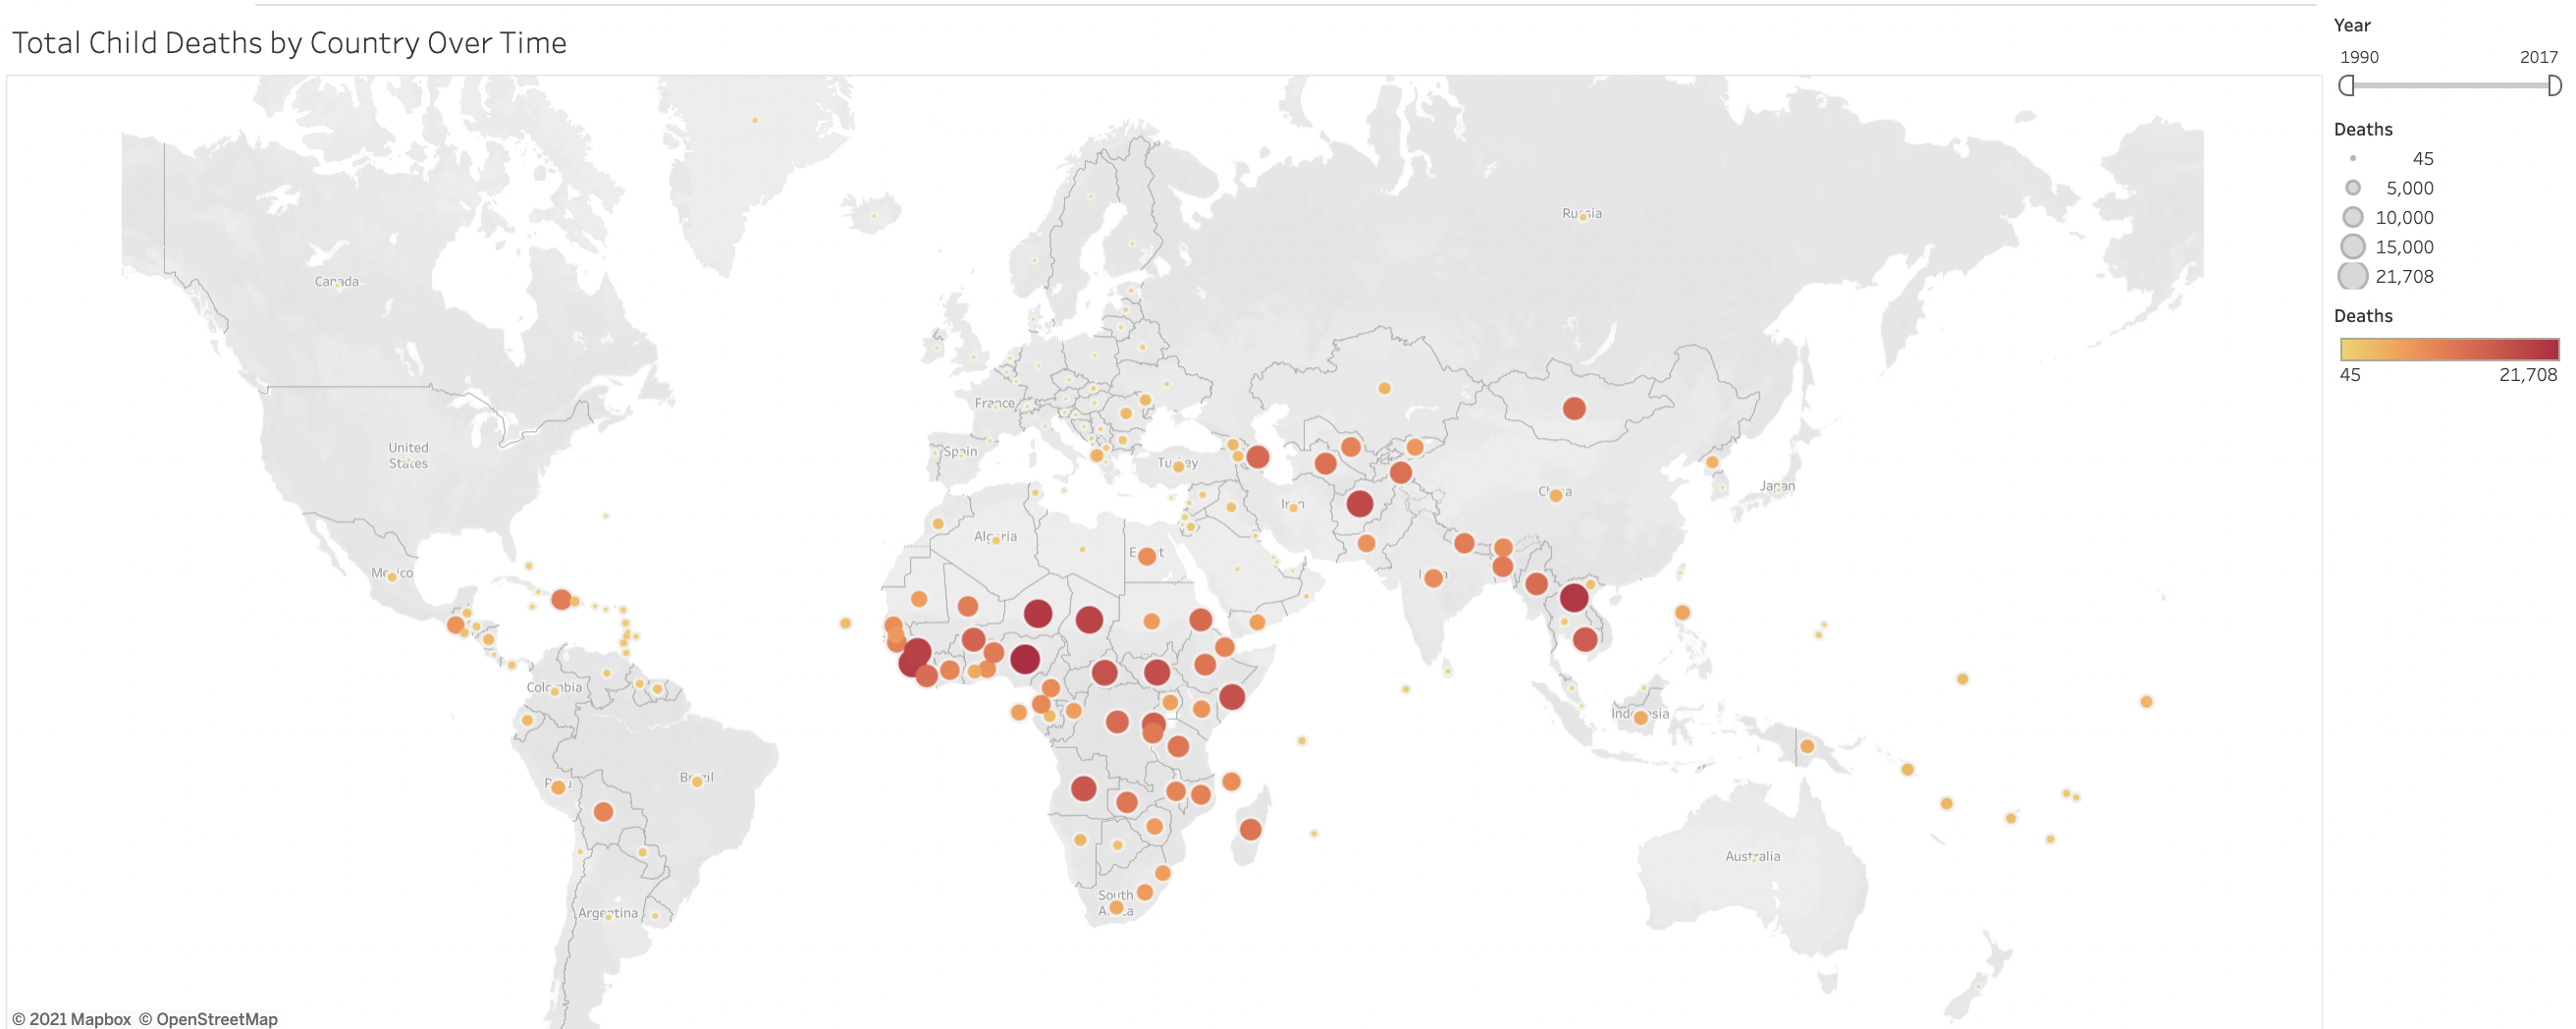 Total Child Deaths by Country Over Time
Year
1990 2017
Deaths
45
5,000
10,000
15,000
21,708
Deaths
45 21,708
Russia
Canada
France
United
States
Spain
Turkey
China
Japan
Iran
Algeria
Egypt
Mexico
India
Colombia
Indonesia
Brazil
Peru
Australia
South
Africa
Argentina
© 2021 Mapbox © OpenStreetMap